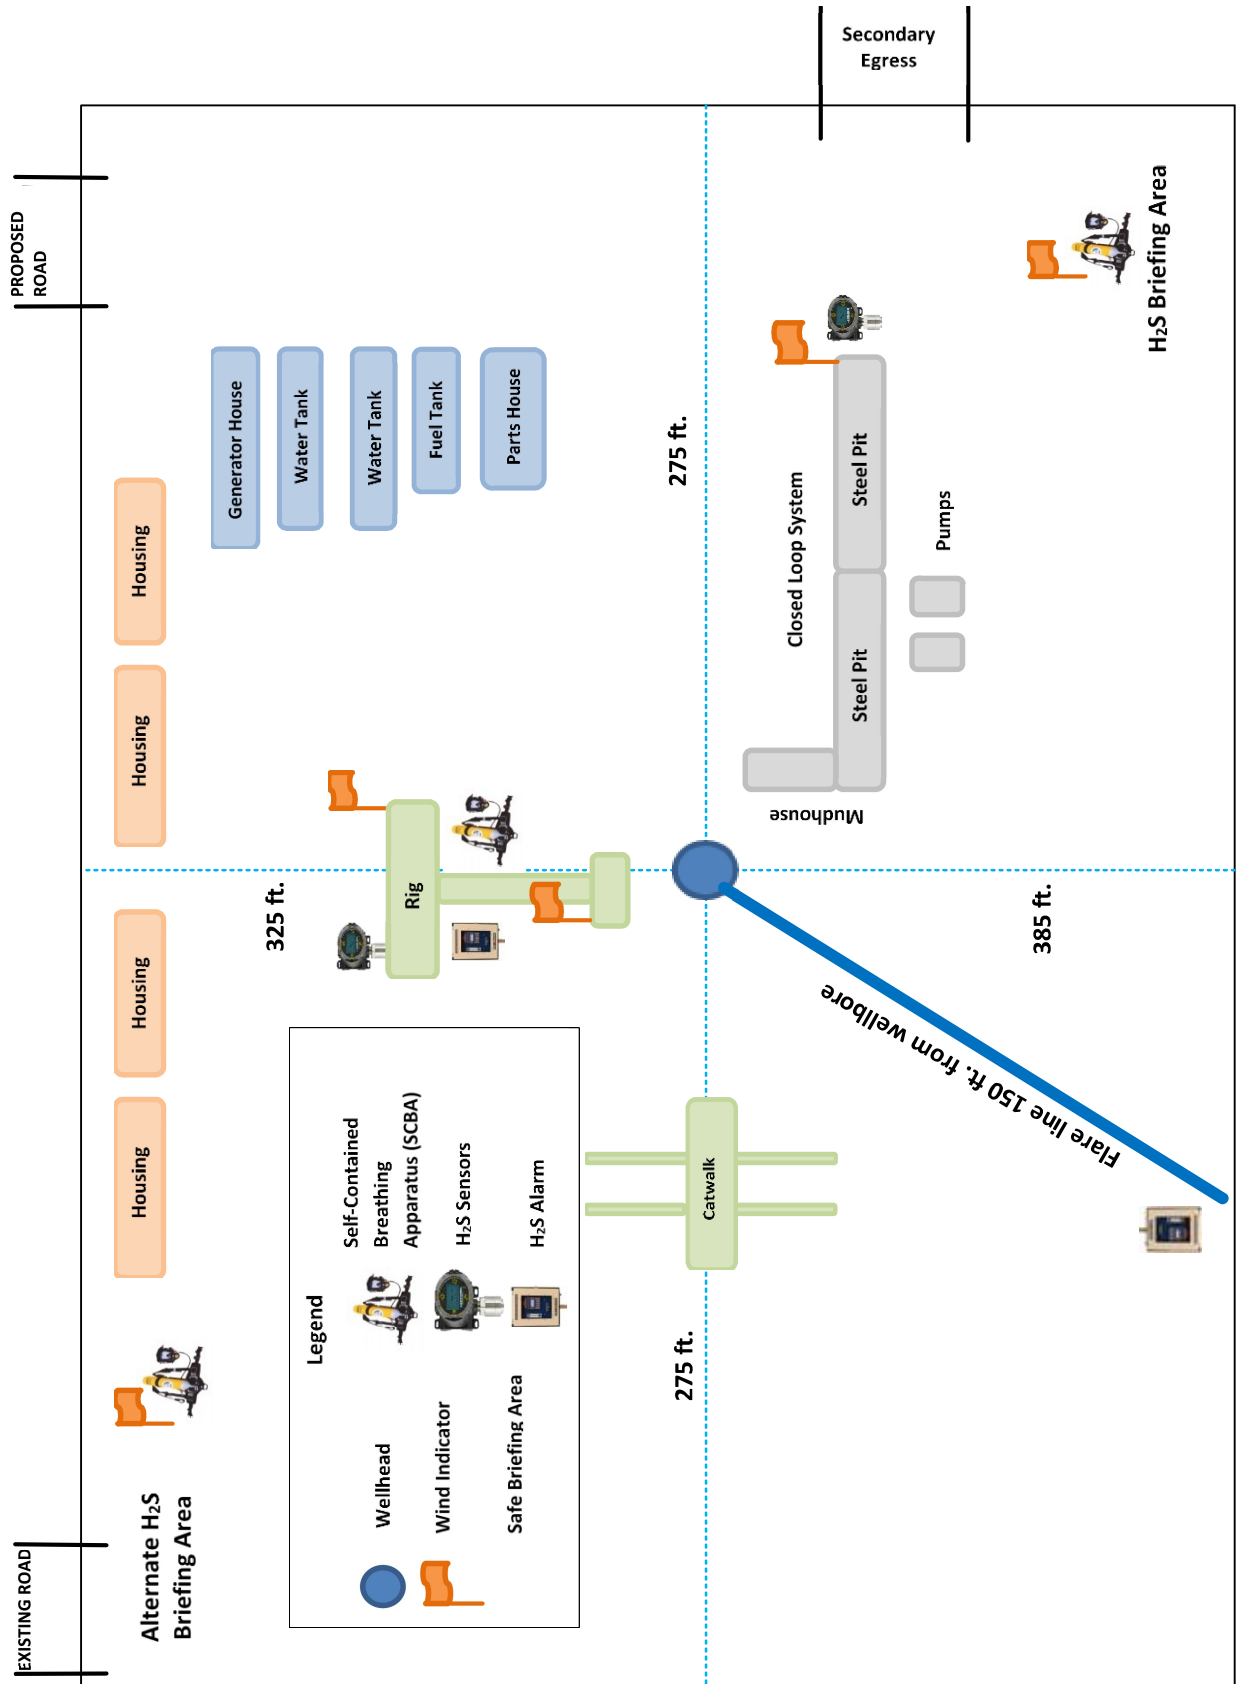 Secondary
Egress
PROPOSED
ROAD
H₂S Briefing Area
Generator House
Water Tank
Water Tank
Fuel Tank
Parts House
275 ft.
Closed Loop System
Steel Pit
Steel Pit
Pumps
Mudhouse
Housing
Housing
Housing
Housing
Rig
325 ft.
385 ft.
Flare line 150 ft. from wellbore
Catwalk
275 ft.
Legend
Self-Contained
Breathing
Apparatus (SCBA)
H₂S Sensors
H₂S Alarm
Wellhead
Wind Indicator
Safe Briefing Area
Alternate H₂S
Briefing Area
EXISTING ROAD